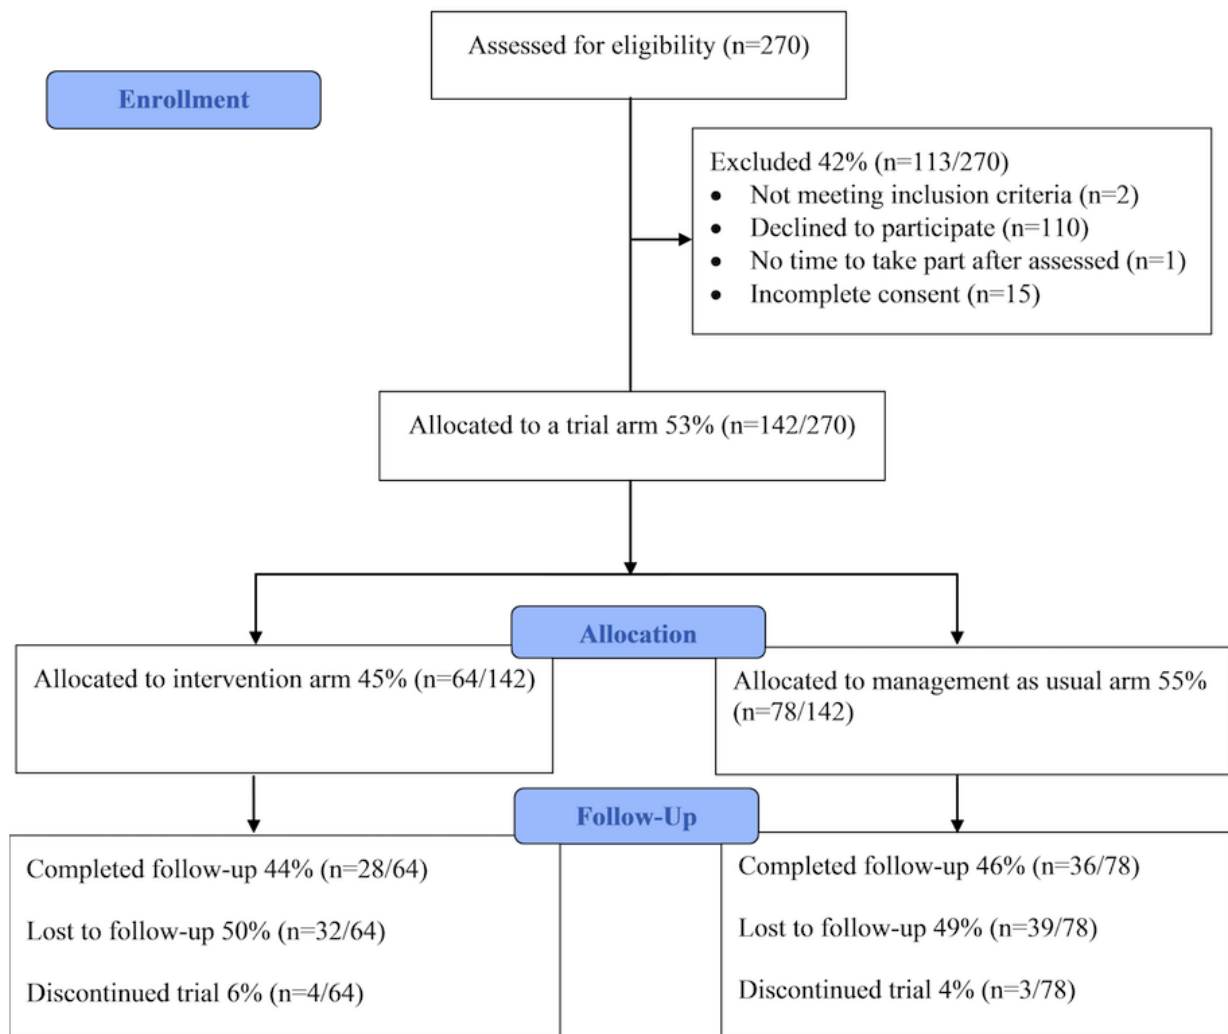 Assessed for eligibility (n=270)
Enrollment
Excluded 42% (n=113/270)
• Not meeting inclusion criteria (n=2)
• Declined to participate (n=110)
• No time to take part after assessed (n=1)
• Incomplete consent (n=15)
Allocated to a trial arm 53% (n=142/270)
Allocation
Allocated to intervention arm 45% (n=64/142)
Allocated to management as usual arm 55%
(n=78/142)
Follow-Up
Completed follow-up 44% (n=28/64)
Lost to follow-up 50% (n=32/64)
Discontinued trial 6% (n=4/64)
Completed follow-up 46% (n=36/78)
Lost to follow-up 49% (n=39/78)
Discontinued trial 4% (n=3/78)